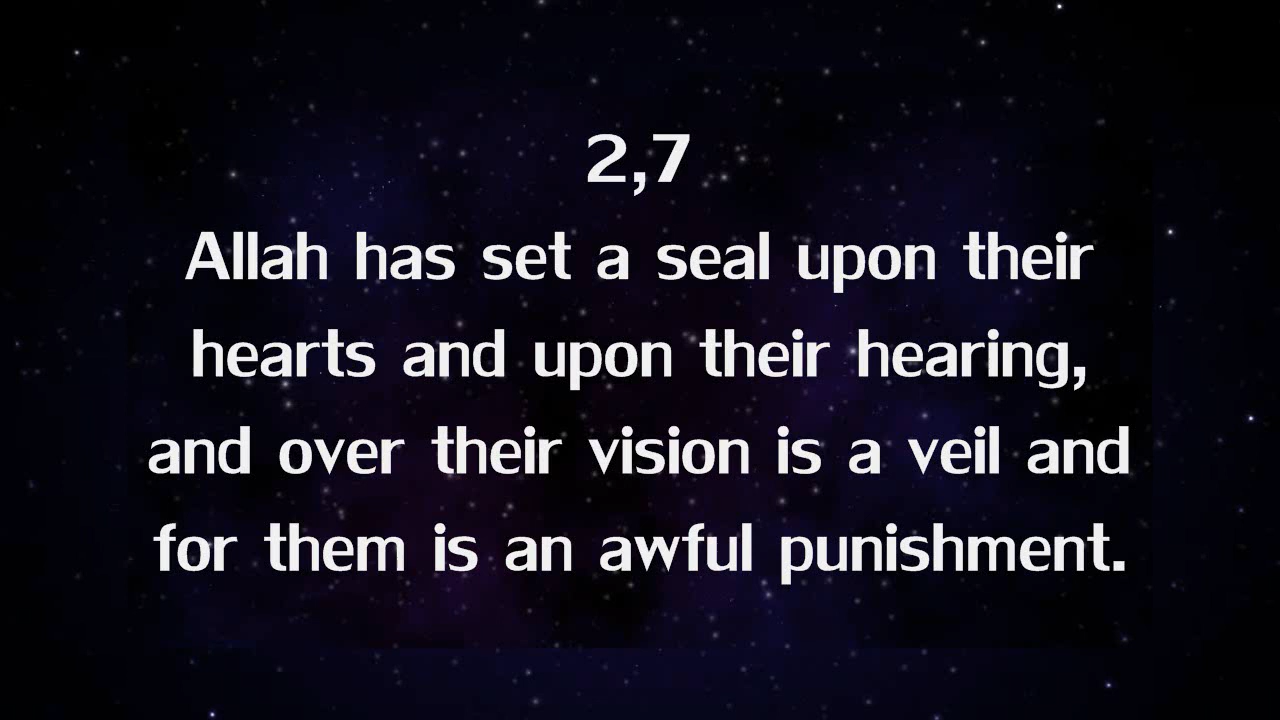 2,7
Allah has set a seal upon their
hearts and upon their hearing,
and over their vision is a veil and
for them is an awful punishment.